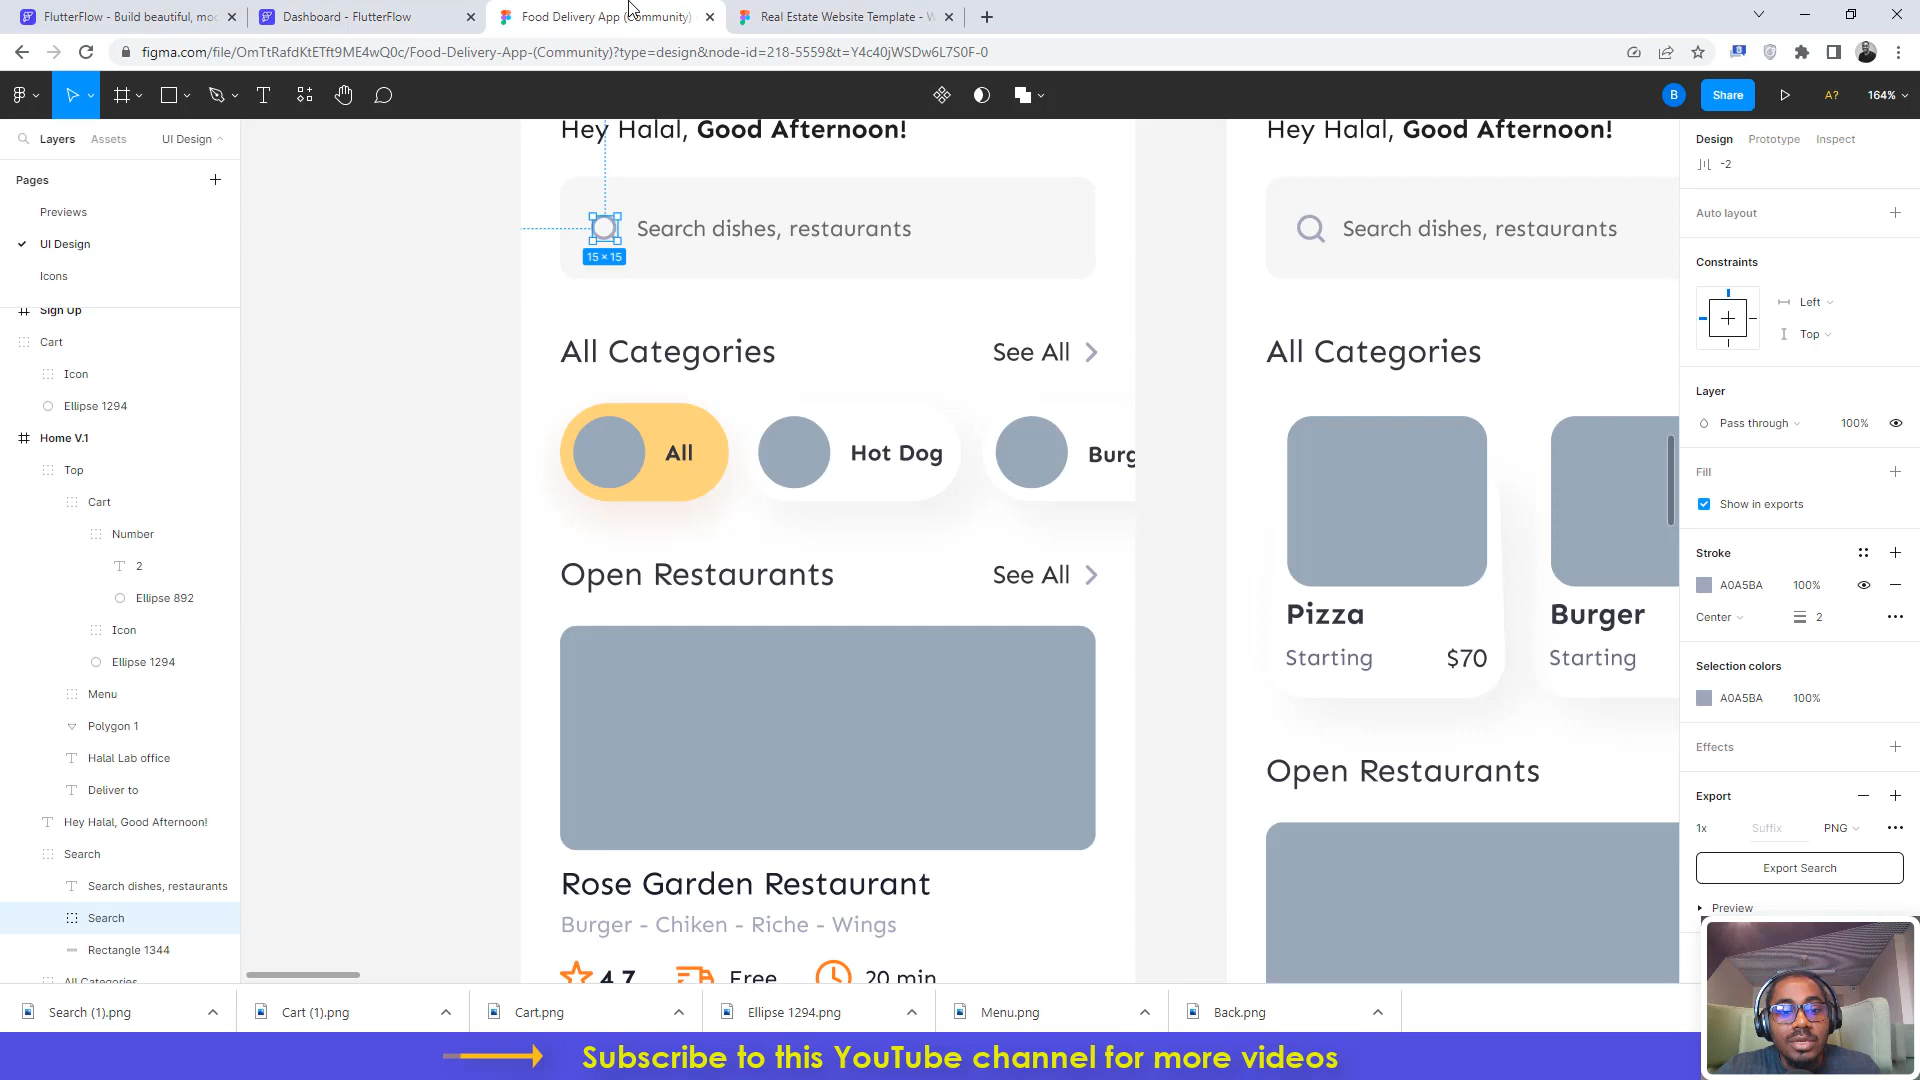 FlutterFlow - Build beautiful, mo
Dashboard - FlutterFlow
Food Delivery App (Community)
Real Estate Website Template - W
figma.com/file/OmTtRafdKtETft9ME4wQ0c/Food-Delivery-App-(Community)?type=design&node-id=218-5559&t=Y4c40jWSDw6L7S0F-0
B
Share
A?
164%
Layers
Assets
UI Design
Pages
Previews
UI Design
Icons
Sign Up
Cart
Icon
Ellipse 1294
Home V.1
Top
Cart
Number
2
Ellipse 892
Icon
Ellipse 1294
Menu
Polygon 1
Halal Lab office
Deliver to
Hey Halal, Good Afternoon!
Search
Search dishes, restaurants
Search
Rectangle 1344
All Categories
Hey Halal, Good Afternoon!
Search dishes, restaurants
15 × 15
All Categories
See All
All
Hot Dog
Burg
Open Restaurants
See All
Rose Garden Restaurant
Burger - Chiken - Riche - Wings
4.7
Free
20 min
Hey Halal, Good Afternoon!
Search dishes, restaurants
All Categories
Pizza
Starting
$70
Burger
Starting
Open Restaurants
Design
Prototype
Inspect
-2
Auto layout
Constraints
Left
Top
Layer
Pass through
100%
Fill
Show in exports
Stroke
A0A5BA
100%
Center
2
Selection colors
A0A5BA
100%
Effects
Export
1x
Suffix
PNG
Export Search
Preview
Search (1).png
Cart (1).png
Cart.png
Ellipse 1294.png
Menu.png
Back.png
Subscribe to this YouTube channel for more videos